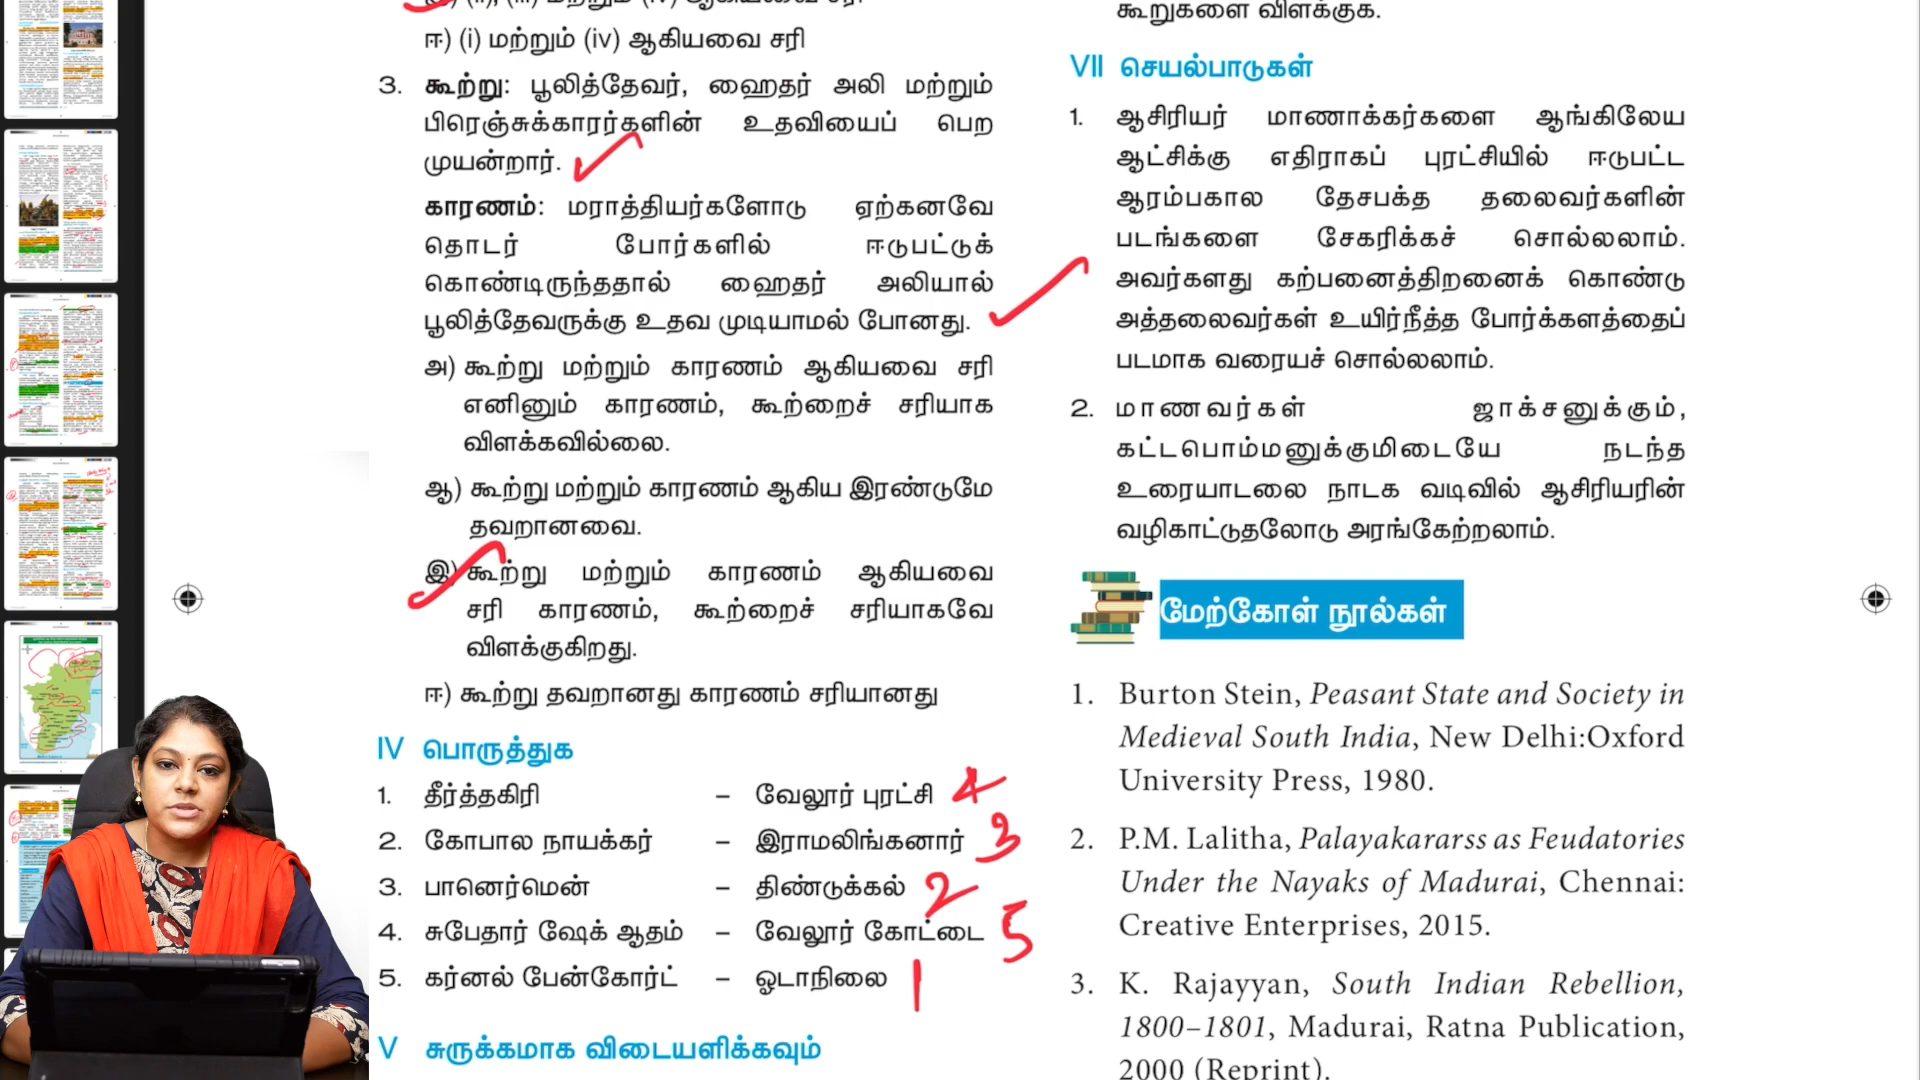 ஈ) (i) மற்றும் (iv) ஆகியவை சரி
3. கூற்று: பூலித்தேவர், ஹைதர் அலி மற்றும்
பிரெஞ்சுக்காரர்களின் உதவியைப் பெற
முயன்றார்.
காரணம்: மராத்தியர்களோடு ஏற்கனவே
தொடர் போர்களில் ஈடுபட்டுக்
கொண்டிருந்ததால் ஹைதர் அலியால்
பூலித்தேவருக்கு உதவ முடியாமல் போனது.
அ) கூற்று மற்றும் காரணம் ஆகியவை சரி
எனினும் காரணம், கூற்றைச் சரியாக
விளக்கவில்லை.
ஆ) கூற்று மற்றும் காரணம் ஆகிய இரண்டுமே
தவறானவை.
இ) கூற்று மற்றும் காரணம் ஆகியவை
சரி காரணம், கூற்றைச் சரியாகவே
விளக்குகிறது.
ஈ) கூற்று தவறானது காரணம் சரியானது
IV பொருத்துக
1. தீர்த்தகிரி – வேலூர் புரட்சி 4
2. கோபால நாயக்கர் – இராமலிங்கனார் 3
3. பானெர்மென் – திண்டுக்கல் 2
4. சுபேதார் ஷேக் ஆதம் – வேலூர் கோட்டை 5
5. கர்னல் பேன்கோர்ட் – ஓடாநிலை 1
V சுருக்கமாக விடையளிக்கவும்
கூறுகளை விளக்குக.
VII செயல்பாடுகள்
1. ஆசிரியர் மாணாக்கர்களை ஆங்கிலேய
ஆட்சிக்கு எதிராகப் புரட்சியில் ஈடுபட்ட
ஆரம்பகால தேசபக்த தலைவர்களின்
படங்களை சேகரிக்கச் சொல்லலாம்.
அவர்களது கற்பனைத்திறனைக் கொண்டு
அத்தலைவர்கள் உயிர்நீத்த போர்க்களத்தைப்
படமாக வரையச் சொல்லலாம்.
2. மாணவர்கள் ஜாக்சனுக்கும்,
கட்டபொம்மனுக்குமிடையே நடந்த
உரையாடலை நாடக வடிவில் ஆசிரியரின்
வழிகாட்டுதலோடு அரங்கேற்றலாம்.
மேற்கோள் நூல்கள்
1. Burton Stein, Peasant State and Society in
Medieval South India, New Delhi:Oxford
University Press, 1980.
2. P.M. Lalitha, Palayakararss as Feudatories
Under the Nayaks of Madurai, Chennai:
Creative Enterprises, 2015.
3. K. Rajayyan, South Indian Rebellion,
1800–1801, Madurai, Ratna Publication,
2000 (Reprint).